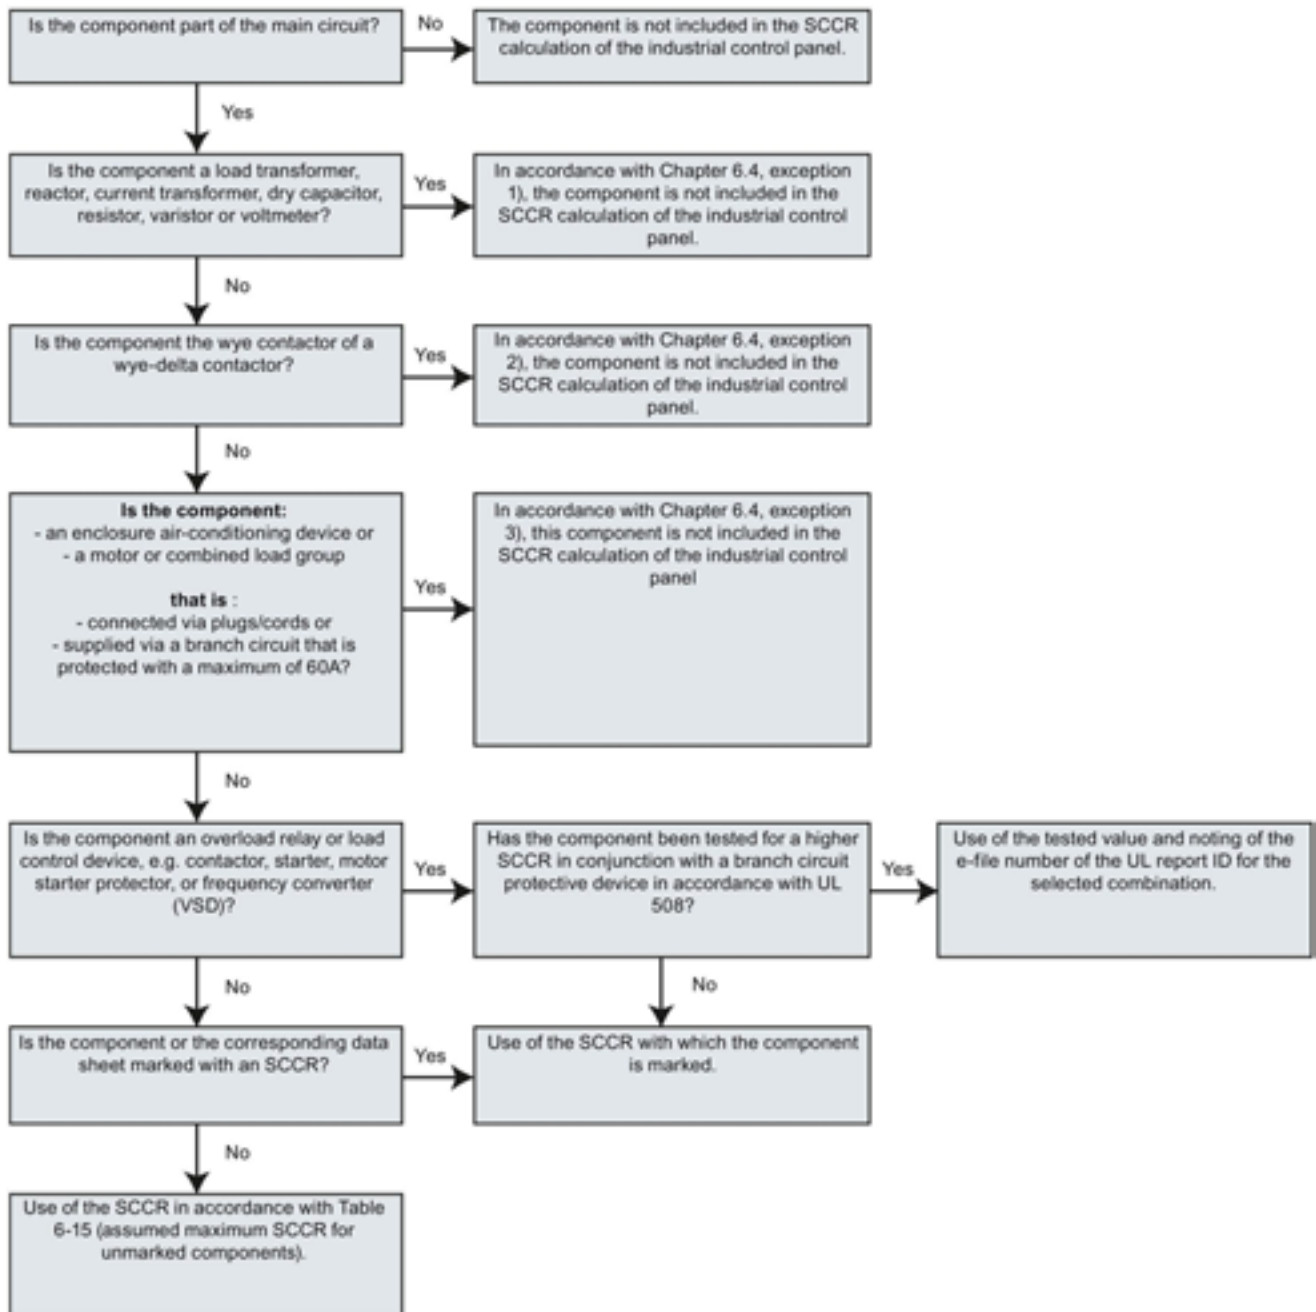 Is the component part of the main circuit?
No
The component is not included in the SCCR
calculation of the industrial control panel.
Yes
Is the component a load transformer,
reactor, current transformer, dry capacitor,
resistor, varistor or voltmeter?
Yes
In accordance with Chapter 6.4, exception
1), the component is not included in the
SCCR calculation of the industrial control
panel.
No
Is the component the wye contactor of a
wye-delta contactor?
Yes
In accordance with Chapter 6.4, exception
2), the component is not included in the
SCCR calculation of the industrial control
panel.
No
Is the component:
- an enclosure air-conditioning device or
- a motor or combined load group
that is :
- connected via plugs/cords or
- supplied via a branch circuit that is
protected with a maximum of 60A?
Yes
In accordance with Chapter 6.4, exception
3), this component is not included in the
SCCR calculation of the industrial control
panel
No
Is the component an overload relay or load
control device, e.g. contactor, starter, motor
starter protector, or frequency converter
(VSD)?
Yes
Has the component been tested for a higher
SCCR in conjunction with a branch circuit
protective device in accordance with UL
508?
Yes
Use of the tested value and noting of the
e-file number of the UL report ID for the
selected combination.
No
No
Is the component or the corresponding data
sheet marked with an SCCR?
Yes
Use of the SCCR with which the component
is marked.
No
Use of the SCCR in accordance with Table
6-15 (assumed maximum SCCR for
unmarked components).